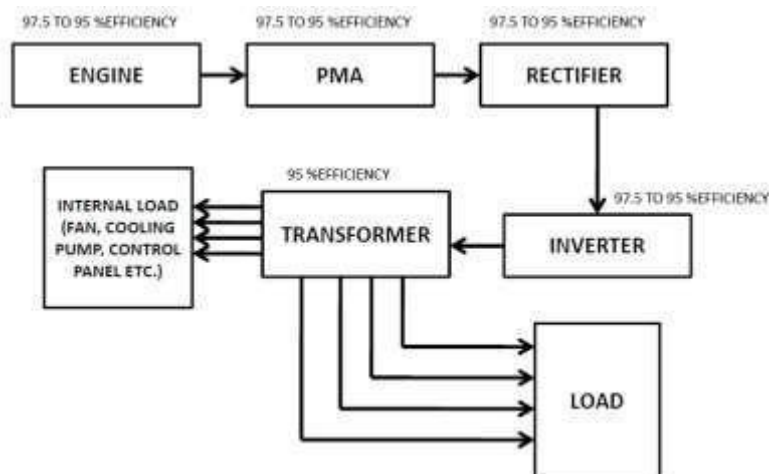 97.5 TO 95 %EFFICIENCY
97.5 TO 95 %EFFICIENCY
97.5 TO 95 %EFFICIENCY
ENGINE
PMA
RECTIFIER
95 %EFFICIENCY
97.5 TO 95 %EFFICIENCY
INTERNAL LOAD
(FAN, COOLING
PUMP, CONTROL
PANEL ETC.)
TRANSFORMER
INVERTER
LOAD